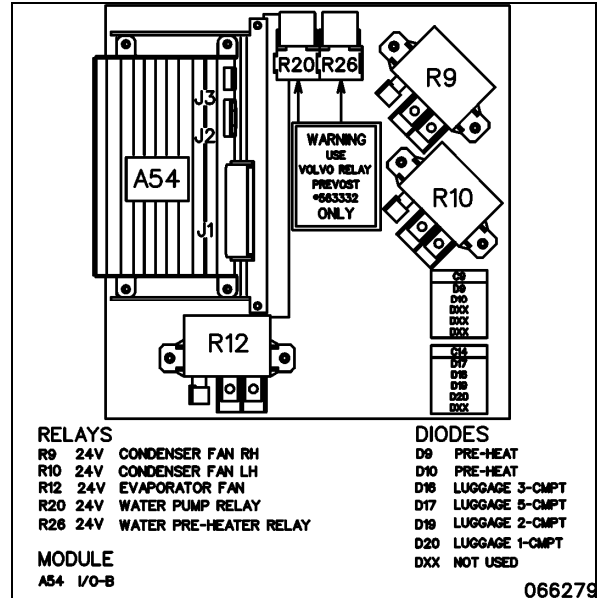 R20
R26
R9
J3
J2
A54
J1
WARNING
USE
VOLVO RELAY
PREVOST
*563332
ONLY
R10
R12
C9
D9
D10
DXX
DXX
DXX
C14
D17
D16
D19
D20
DXX
RELAYS
R9 24V CONDENSER FAN RH
R10 24V CONDENSER FAN LH
R12 24V EVAPORATOR FAN
R20 24V WATER PUMP RELAY
R26 24V WATER PRE-HEATER RELAY
MODULE
A54 I/O-B
DIODES
D9 PRE-HEAT
D10 PRE-HEAT
D16 LUGGAGE 3-CMPT
D17 LUGGAGE 5-CMPT
D19 LUGGAGE 2-CMPT
D20 LUGGAGE 1-CMPT
DXX NOT USED
066279